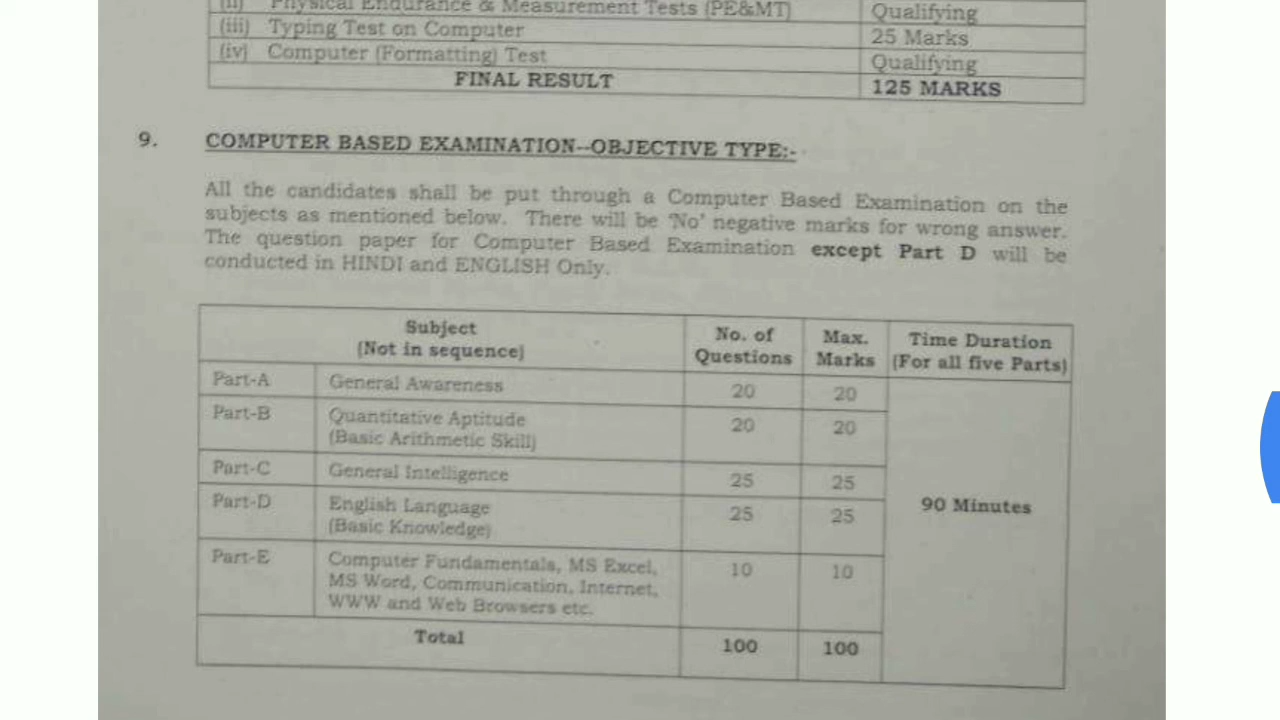 (ii) Physical Endurance & Measurement Tests (PE&MT) Qualifying
(iii) Typing Test on Computer 25 Marks
(iv) Computer (Formatting) Test Qualifying
FINAL RESULT 125 MARKS
9. COMPUTER BASED EXAMINATION--OBJECTIVE TYPE:-
All the candidates shall be put through a Computer Based Examination on the
subjects as mentioned below. There will be 'No' negative marks for wrong answer.
The question paper for Computer Based Examination except Part D will be
conducted in HINDI and ENGLISH Only.
Subject
(Not in sequence)
No. of
Questions
Max.
Marks
Time Duration
(For all five Parts)
Part-A General Awareness 20 20
Part-B Quantitative Aptitude 20 20
(Basic Arithmetic Skill)
Part-C General Intelligence 25 25
Part-D English Language 25 25
(Basic Knowledge)
90 Minutes
Part-E Computer Fundamentals, MS Excel, 10 10
MS Word, Communication, Internet,
WWW and Web Browsers etc.
Total 100 100